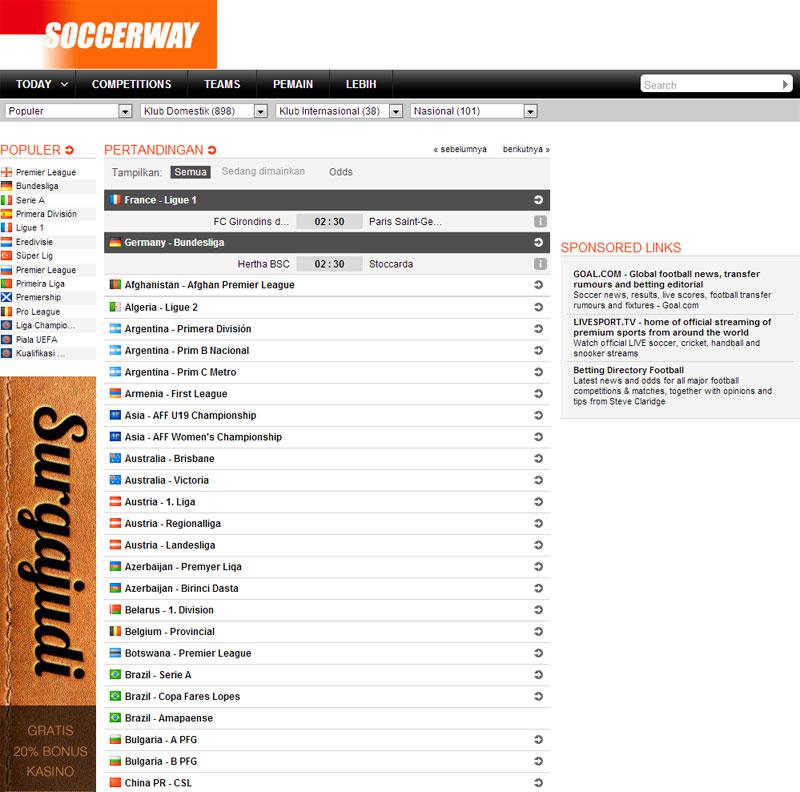 SOCCERWAY
TODAY COMPETITIONS TEAMS PEMAIN LEBIH Search
Populer Klub Domestik (898) Klub Internasional (38) Nasional (101)
POPULER
Premier League
Bundesliga
Serie A
Primera División
Ligue 1
Eredivisie
Süper Lig
Premier League
Primeira Liga
Premiership
Pro League
Liga Champio...
Piala UEFA
Kualifikasi ...
Surgajudi
GRATIS
20% BONUS
KASINO
PERTANDINGAN « sebelumnya berikutnya »
Tampilkan: Semua Sedang dimainkan Odds
France - Ligue 1
FC Girondins d... 02 : 30 Paris Saint-Ge...
Germany - Bundesliga
Hertha BSC 02 : 30 Stoccarda
Afghanistan - Afghan Premier League
Algeria - Ligue 2
Argentina - Primera División
Argentina - Prim B Nacional
Argentina - Prim C Metro
Armenia - First League
Asia - AFF U19 Championship
Asia - AFF Women's Championship
Australia - Brisbane
Australia - Victoria
Austria - 1. Liga
Austria - Regionalliga
Austria - Landesliga
Azerbaijan - Premyer Liqa
Azerbaijan - Birinci Dasta
Belarus - 1. Division
Belgium - Provincial
Botswana - Premier League
Brazil - Serie A
Brazil - Copa Fares Lopes
Brazil - Amapaense
Bulgaria - A PFG
Bulgaria - B PFG
China PR - CSL
SPONSORED LINKS
GOAL.COM - Global football news, transfer
rumours and betting editorial
Soccer news, results, live scores, football transfer
rumours and fixtures - Goal.com
LIVESPORT.TV - home of official streaming of
premium sports from around the world
Watch official LIVE soccer, cricket, handball and
snooker streams
Betting Directory Football
Latest news and odds for all major football
competitions & matches, together with opinions and
tips from Steve Claridge